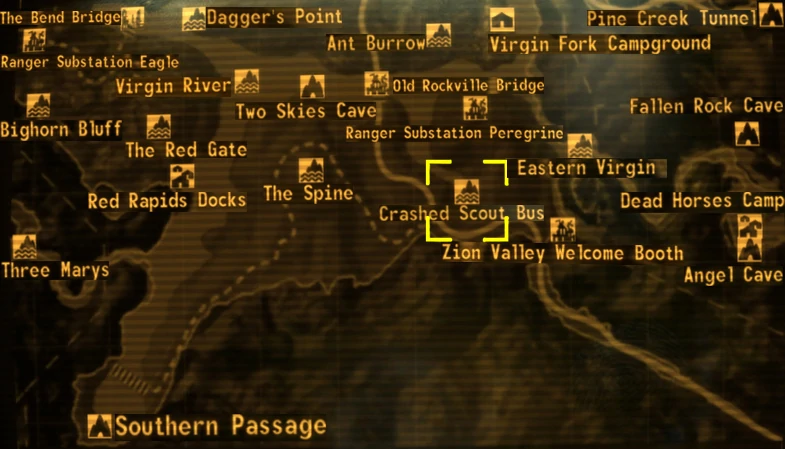 The Bend Bridge
Dagger's Point
Pine Creek Tunnel
Ant Burrow
Virgin Fork Campground
Ranger Substation Eagle
Virgin River
Old Rockville Bridge
Two Skies Cave
Fallen Rock Cave
Bighorn Bluff
Ranger Substation Peregrine
The Red Gate
Eastern Virgin
Red Rapids Docks
The Spine
Dead Horses Camp
Crashed Scout Bus
Zion Valley Welcome Booth
Three Marys
Angel Cave
Southern Passage